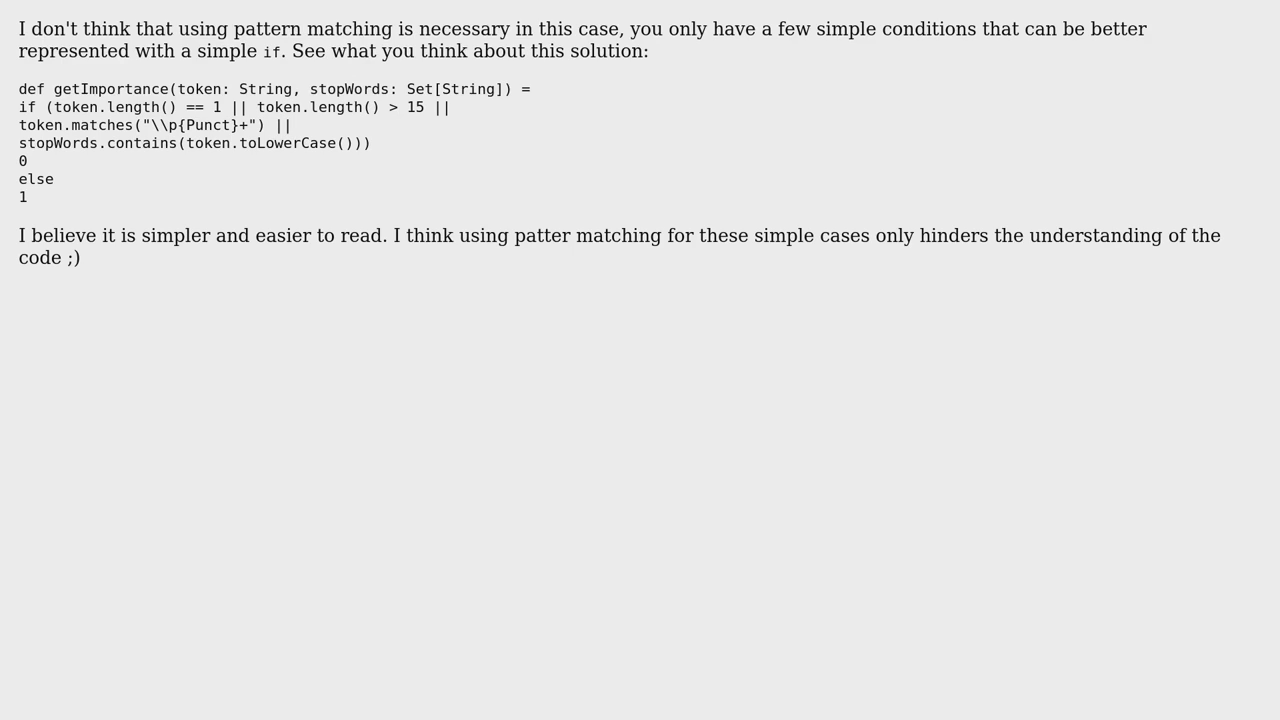 I don't think that using pattern matching is necessary in this case, you only have a few simple conditions that can be better
represented with a simple if. See what you think about this solution:
def getImportance(token: String, stopWords: Set[String]) =
if (token.length() == 1 || token.length() > 15 ||
token.matches("\\p{Punct}+") ||
stopWords.contains(token.toLowerCase()))
0
else
1
I believe it is simpler and easier to read. I think using patter matching for these simple cases only hinders the understanding of the
code ;)